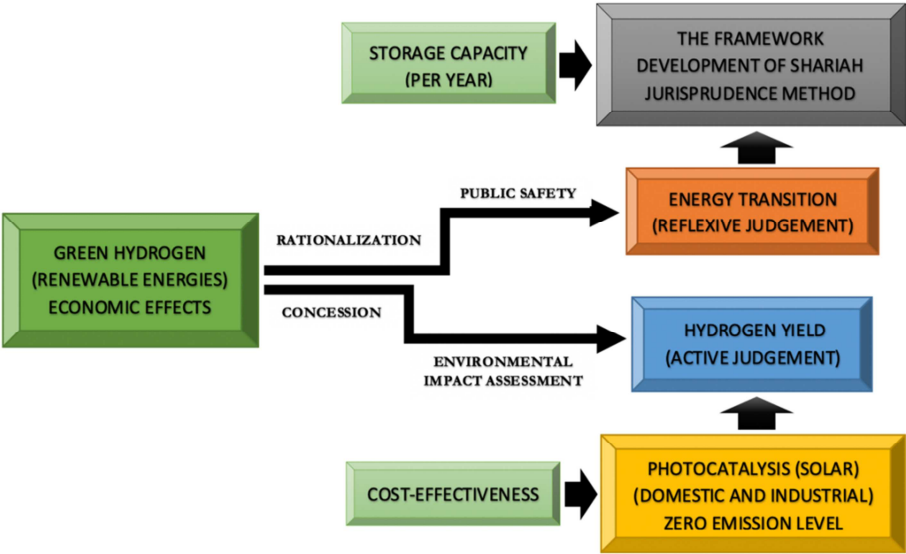 STORAGE CAPACITY
(PER YEAR)
THE FRAMEWORK
DEVELOPMENT OF SHARIAH
JURISPRUDENCE METHOD
PUBLIC SAFETY
ENERGY TRANSITION
(REFLEXIVE JUDGEMENT)
RATIONALIZATION
GREEN HYDROGEN
(RENEWABLE ENERGIES)
ECONOMIC EFFECTS
CONCESSION
HYDROGEN YIELD
(ACTIVE JUDGEMENT)
ENVIRONMENTAL
IMPACT ASSESSMENT
COST-EFFECTIVENESS
PHOTOCATALYSIS (SOLAR)
(DOMESTIC AND INDUSTRIAL)
ZERO EMISSION LEVEL